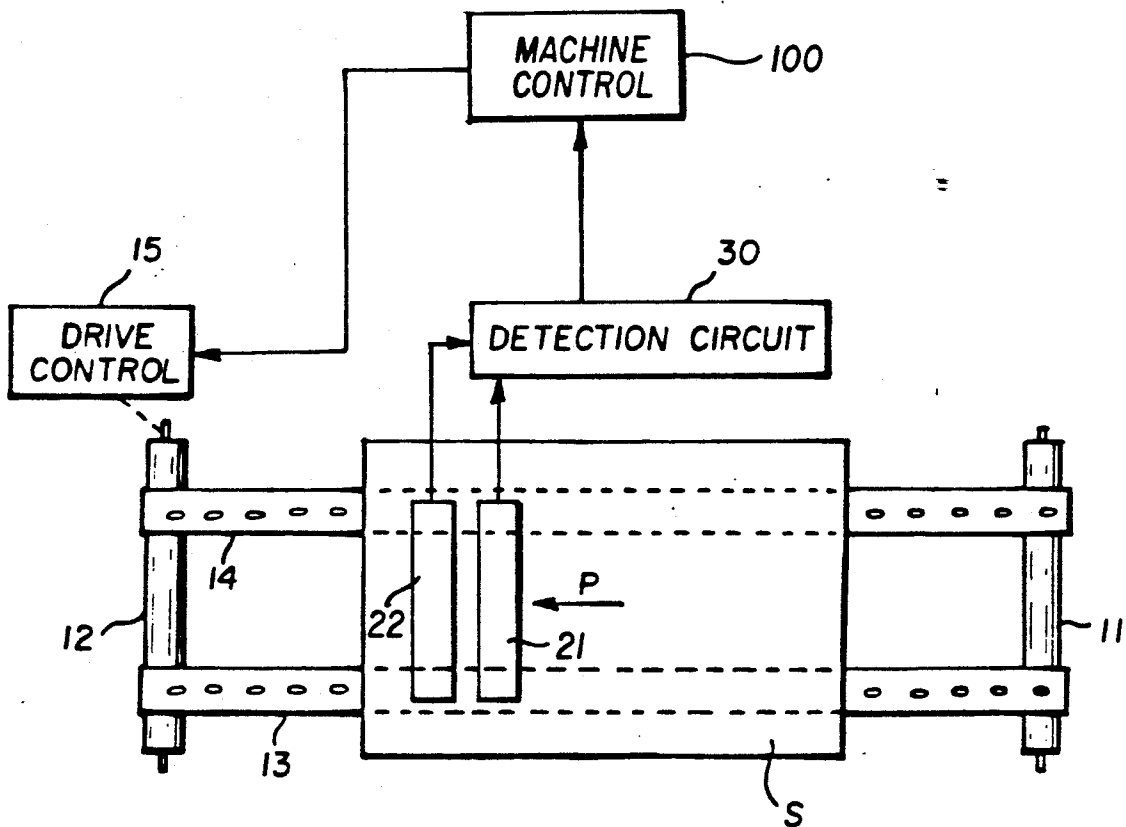 MACHINE
CONTROL
100
15
30
DRIVE
CONTROL
DETECTION CIRCUIT
14
22
P
21
12
11
13
S